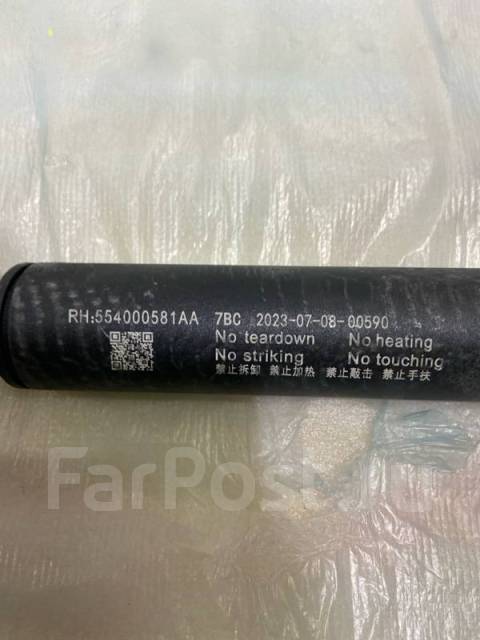 RH:554000581AA 7BC 2023-07-08-00590
No teardown No heating
No striking No touching
禁止拆卸 禁止加热 禁止敲击 禁止手扶
FarPost.ru